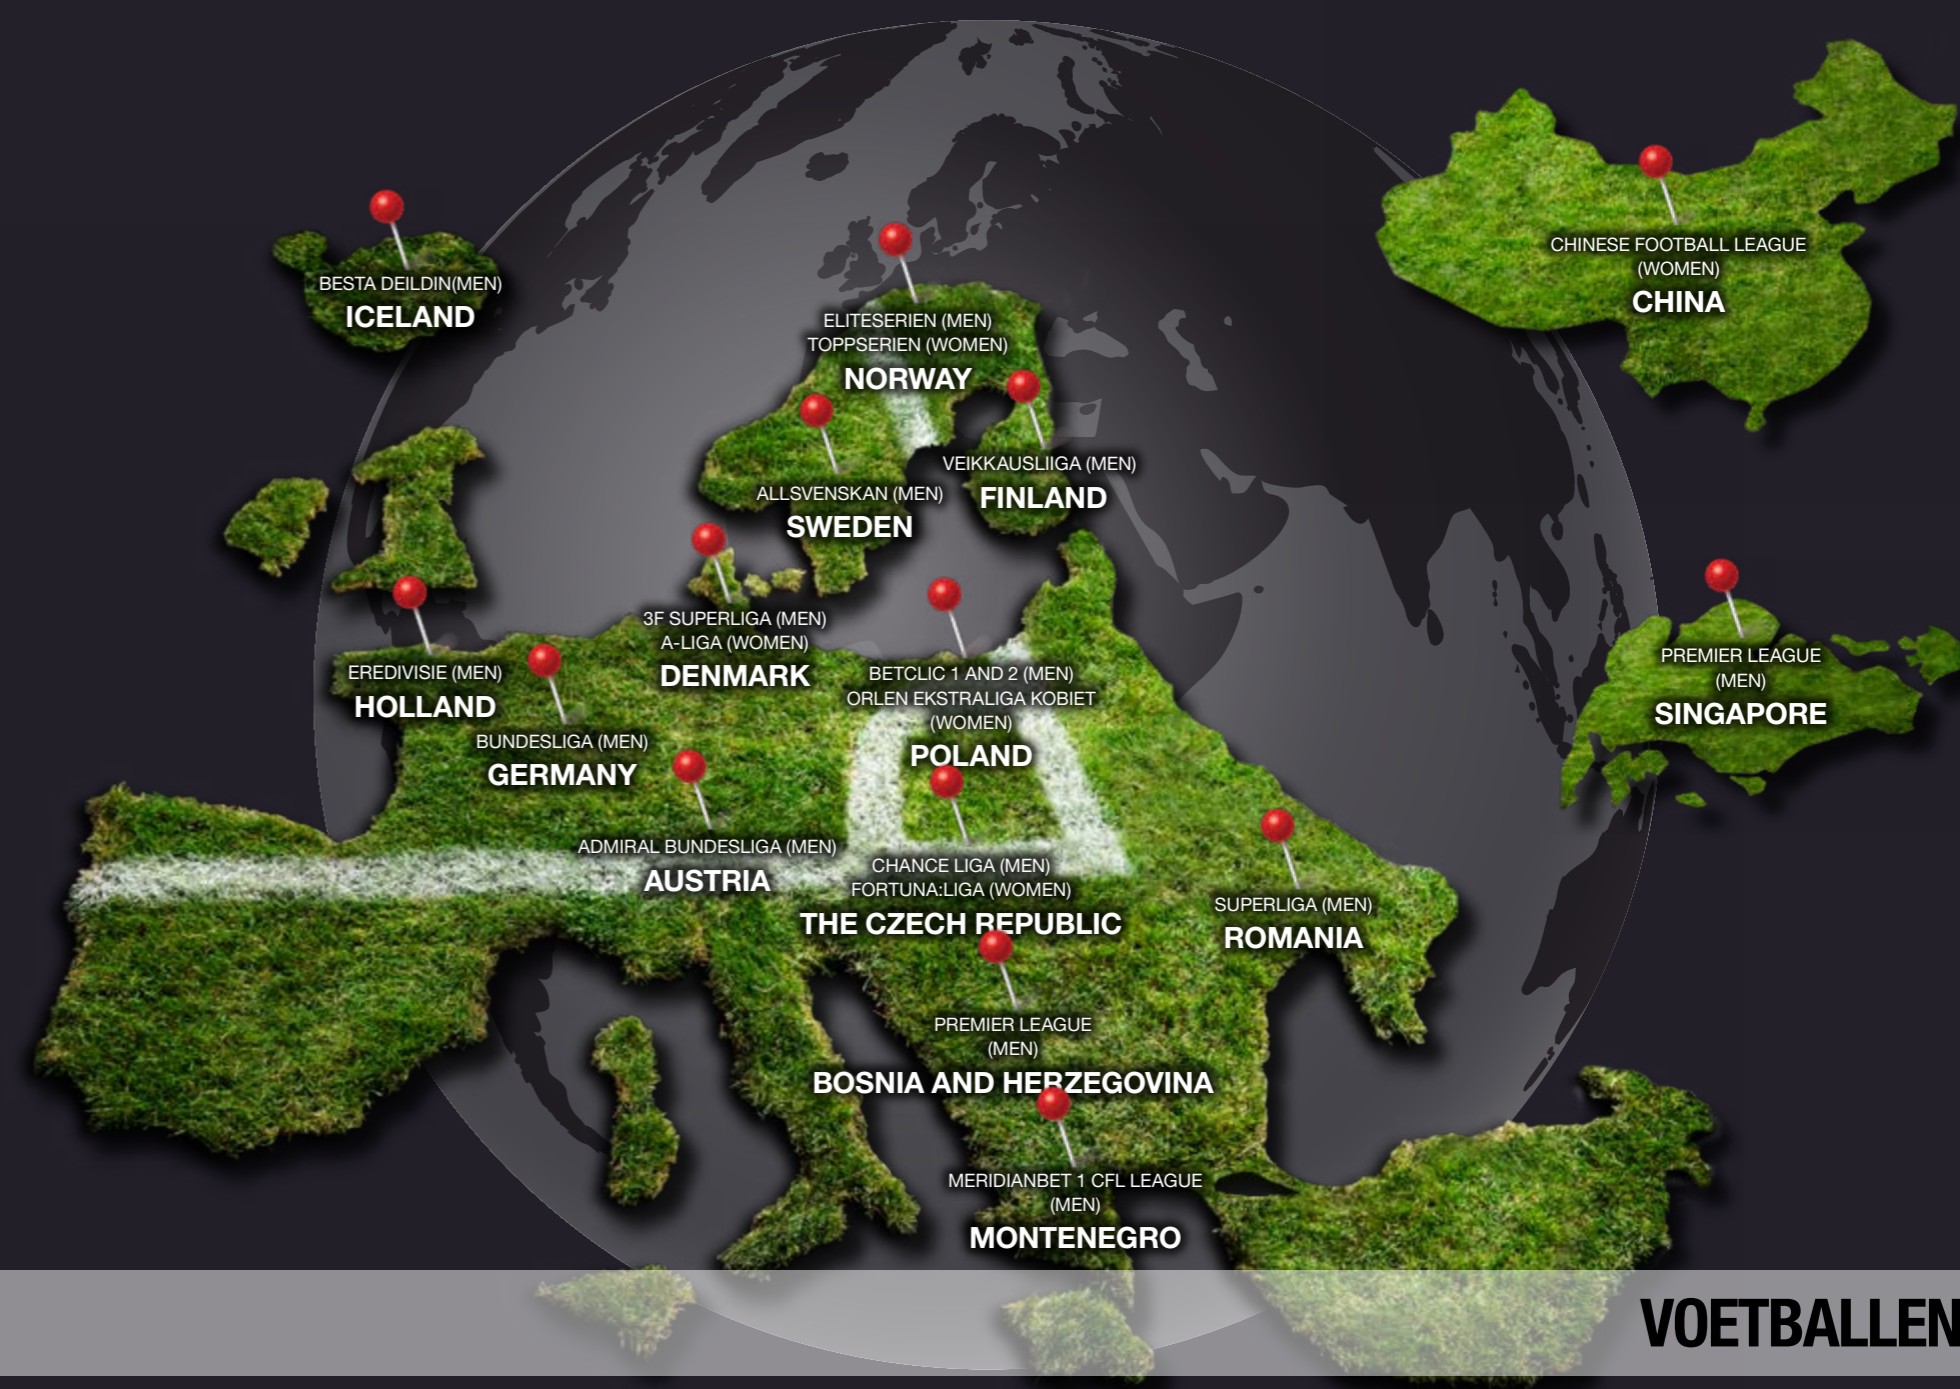 BESTA DEILDIN(MEN)
ICELAND
CHINESE FOOTBALL LEAGUE
(WOMEN)
CHINA
ELITESERIEN (MEN)
TOPPSERIEN (WOMEN)
NORWAY
VEIKKAUSLIIGA (MEN)
FINLAND
ALLSVENSKAN (MEN)
SWEDEN
3F SUPERLIGA (MEN)
A-LIGA (WOMEN)
DENMARK
EREDIVISIE (MEN)
HOLLAND
BETCLIC 1 AND 2 (MEN)
ORLEN EKSTRALIGA KOBIET
(WOMEN)
POLAND
PREMIER LEAGUE
(MEN)
SINGAPORE
BUNDESLIGA (MEN)
GERMANY
ADMIRAL BUNDESLIGA (MEN)
AUSTRIA
CHANCE LIGA (MEN)
FORTUNA:LIGA (WOMEN)
THE CZECH REPUBLIC
SUPERLIGA (MEN)
ROMANIA
PREMIER LEAGUE
(MEN)
BOSNIA AND HERZEGOVINA
MERIDIANBET 1 CFL LEAGUE
(MEN)
MONTENEGRO
VOETBALLEN